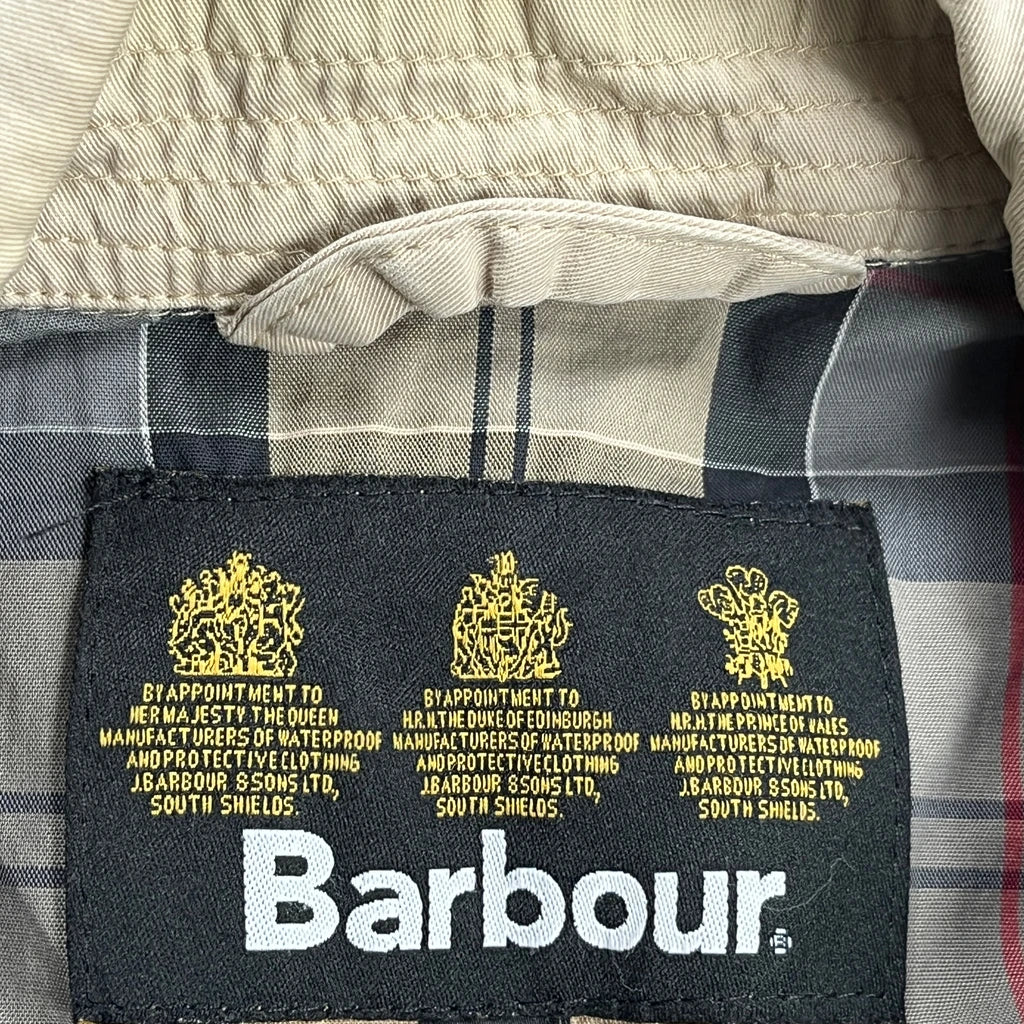 BY APPOINTMENT TO
HER MAJESTY THE QUEEN
MANUFACTURERS OF WATERPROOF
AND PROTECTIVE CLOTHING
J.BARBOUR & SONS LTD,
SOUTH SHIELDS.
BY APPOINTMENT TO
H.R.H. THE DUKE OF EDINBURGH
MANUFACTURERS OF WATERPROOF
AND PROTECTIVE CLOTHING
J.BARBOUR & SONS LTD,
SOUTH SHIELDS.
BY APPOINTMENT TO
H.R.H. THE PRINCE OF WALES
MANUFACTURERS OF WATERPROOF
AND PROTECTIVE CLOTHING
J.BARBOUR & SONS LTD,
SOUTH SHIELDS.
Barbour®